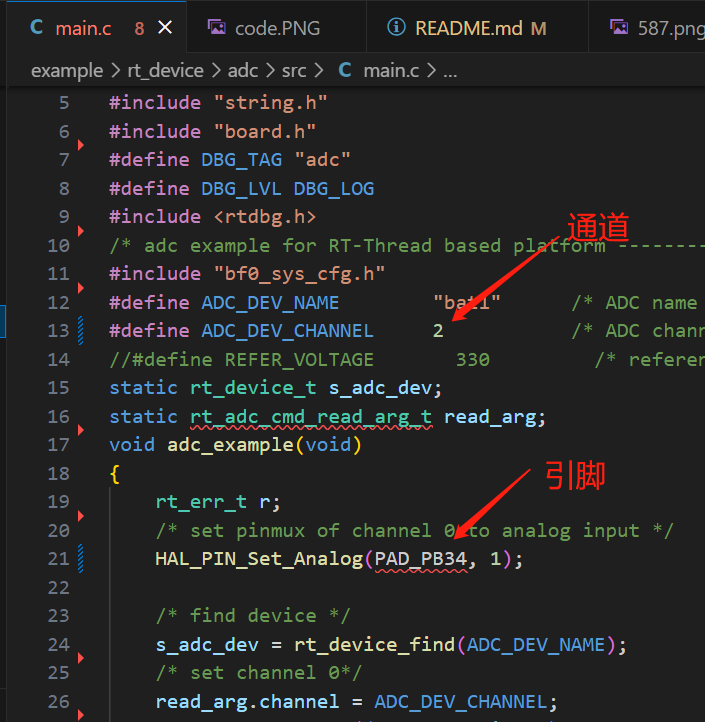 main.c 8 code.PNG README.md M 587.png
example > rt_device > adc > src > C main.c > ...
5 #include "string.h"
6 #include "board.h"
7 #define DBG_TAG "adc"
8 #define DBG_LVL DBG_LOG
9 #include <rtdbg.h>
通道
10 /* adc example for RT-Thread based platform --------
11 #include "bf0_sys_cfg.h"
12 #define ADC_DEV_NAME "bat1" /* ADC name
13 #define ADC_DEV_CHANNEL 2 /* ADC chann
14 //#define REFER_VOLTAGE 330 /* referen
15 static rt_device_t s_adc_dev;
16 static rt_adc_cmd_read_arg_t read_arg;
17 void adc_example(void)
18 {
引脚
19 rt_err_t r;
20 /* set pinmux of channel 0 to analog input */
21 HAL_PIN_Set_Analog(PAD_PB34, 1);
22
23 /* find device */
24 s_adc_dev = rt_device_find(ADC_DEV_NAME);
25 /* set channel 0*/
26 read_arg.channel = ADC_DEV_CHANNEL;